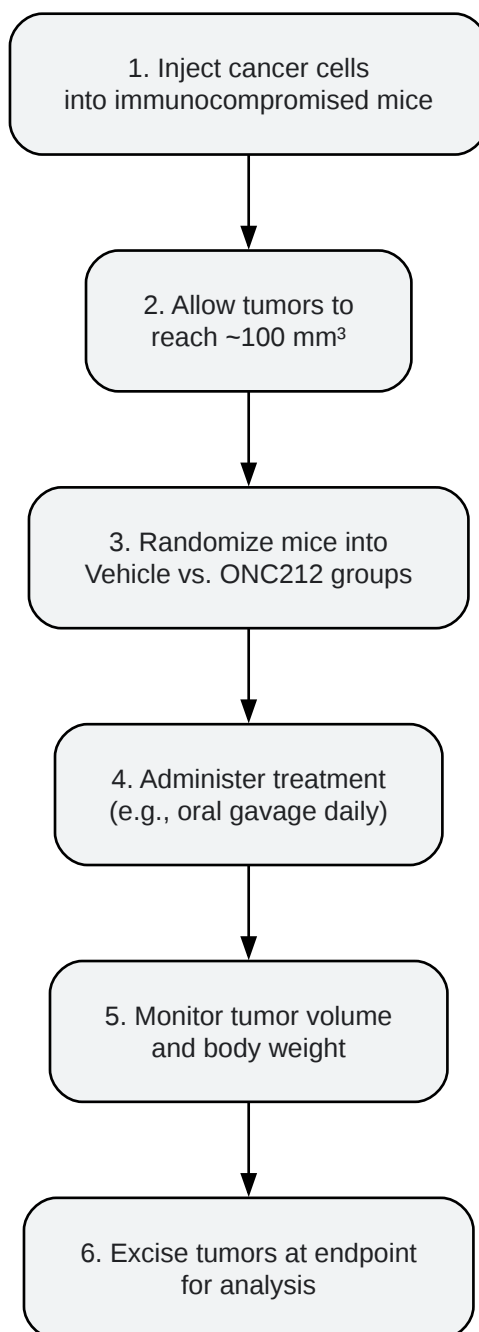 1. Inject cancer cells
into immunocompromised mice
2. Allow tumors to
reach ~100 mm³
3. Randomize mice into
Vehicle vs. ONC212 groups
4. Administer treatment
(e.g., oral gavage daily)
5. Monitor tumor volume
and body weight
6. Excise tumors at endpoint
for analysis